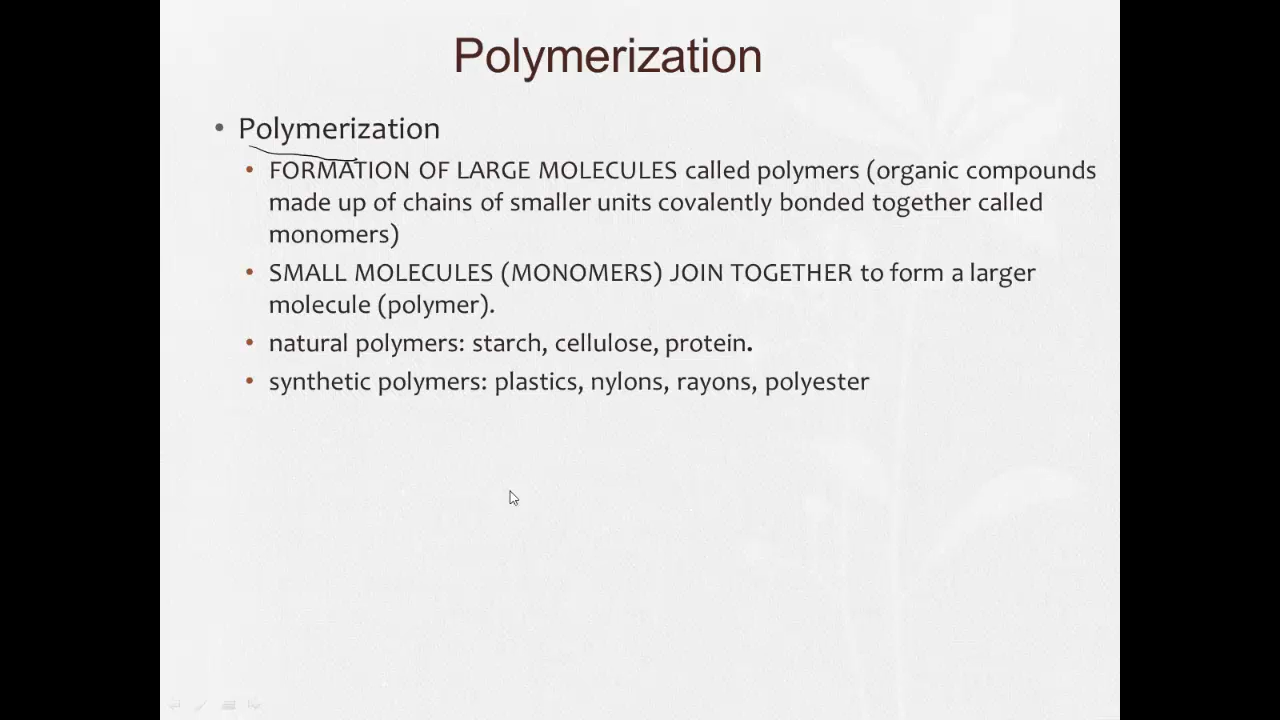 Polymerization
• Polymerization
• FORMATION OF LARGE MOLECULES called polymers (organic compounds
made up of chains of smaller units covalently bonded together called
monomers)
• SMALL MOLECULES (MONOMERS) JOIN TOGETHER to form a larger
molecule (polymer).
• natural polymers: starch, cellulose, protein.
• synthetic polymers: plastics, nylons, rayons, polyester